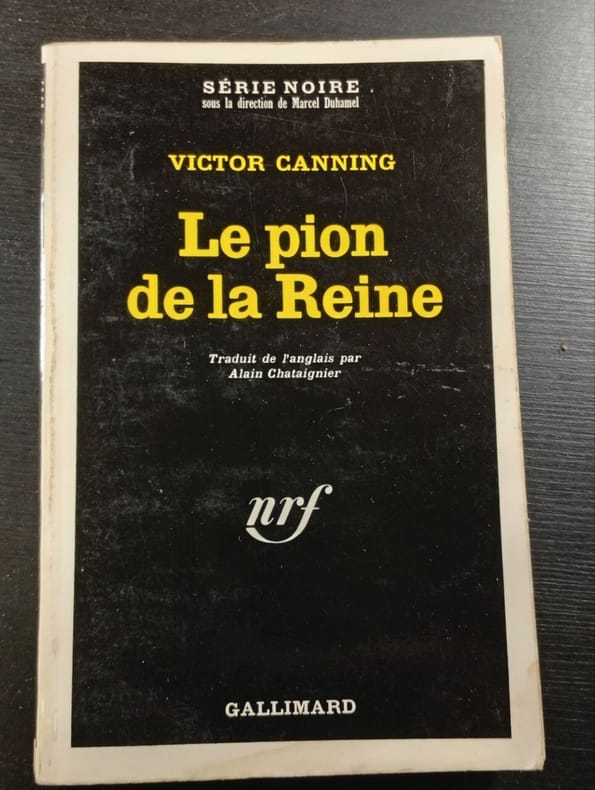 SÉRIE NOIRE
sous la direction de Marcel Duhamel
VICTOR CANNING
Le pion
de la Reine
Traduit de l'anglais par
Alain Chataignier
nrf
GALLIMARD